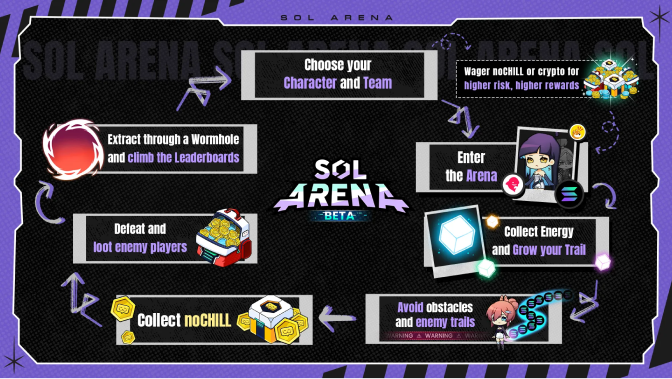 SOL ARENA
SOL ARENA SOL ARENA SOL
Choose your
Character and Team
Wager noCHILL or crypto for
higher risk, higher rewards
Enter
the Arena
Collect Energy
and Grow your Trail
Avoid obstacles
and enemy trails
WARNING ⚠ WARNING ⚠ WARNING
Collect noCHILL
Defeat and
loot enemy players
Extract through a Wormhole
and climb the Leaderboards
SOL
ARENA
BETA